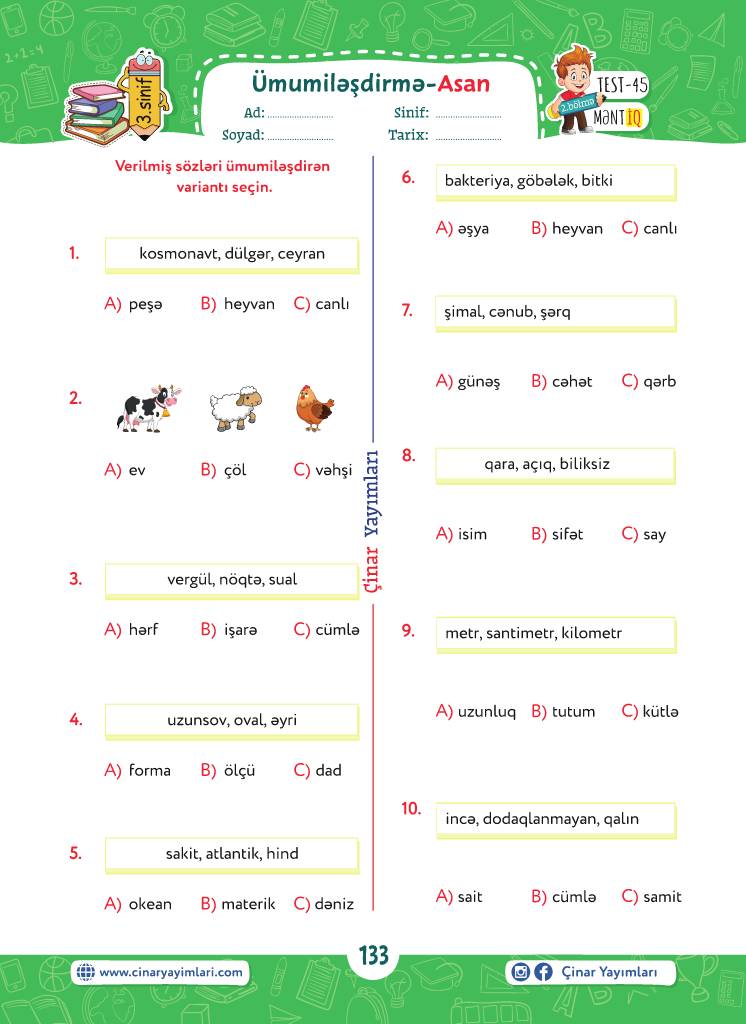 Ümumiləşdirmə-Asan
Ad: ........................ Sinif: ........................
Soyad: ........................ Tarix: ........................
3.sinif
TEST-45
2.bölmə
MƏNTİQ
2+2=4
Verilmiş sözləri ümumiləşdirən
variantı seçin.
1. kosmonavt, dülgər, ceyran
A) peşə B) heyvan C) canlı
2.
A) ev B) çöl C) vəhşi
3. vergül, nöqtə, sual
A) hərf B) işarə C) cümlə
4. uzunsov, oval, əyri
A) forma B) ölçü C) dad
5. sakit, atlantik, hind
A) okean B) materik C) dəniz
Çinar Yayımları
6. bakteriya, göbələk, bitki
A) əşya B) heyvan C) canlı
7. şimal, cənub, şərq
A) günəş B) cəhət C) qərb
8. qara, açıq, biliksiz
A) isim B) sifət C) say
9. metr, santimetr, kilometr
A) uzunluq B) tutum C) kütlə
10. incə, dodaqlanmayan, qalın
A) sait B) cümlə C) samit
www.cinaryayimlari.com
133
Çinar Yayımları